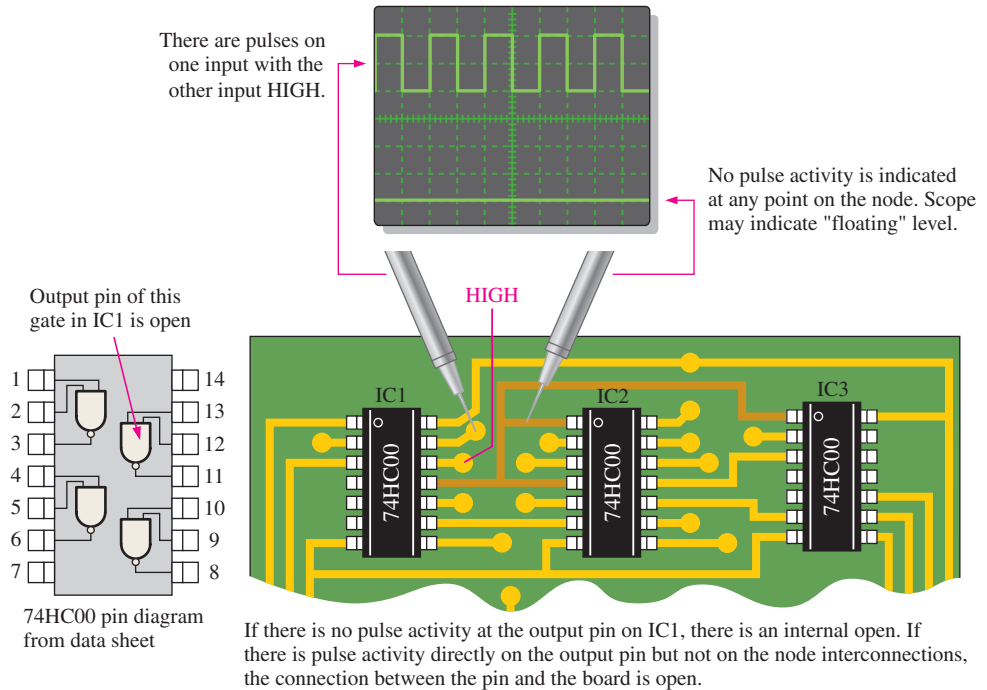 There are pulses on
one input with the
other input HIGH.
No pulse activity is indicated
at any point on the node. Scope
may indicate "floating" level.
Output pin of this
gate in IC1 is open
HIGH
1 14
2 13
3 12
4 11
5 10
6 9
7 8
74HC00 pin diagram
from data sheet
IC1
74HC00
IC2
74HC00
IC3
74HC00
If there is no pulse activity at the output pin on IC1, there is an internal open. If
there is pulse activity directly on the output pin but not on the node interconnections,
the connection between the pin and the board is open.